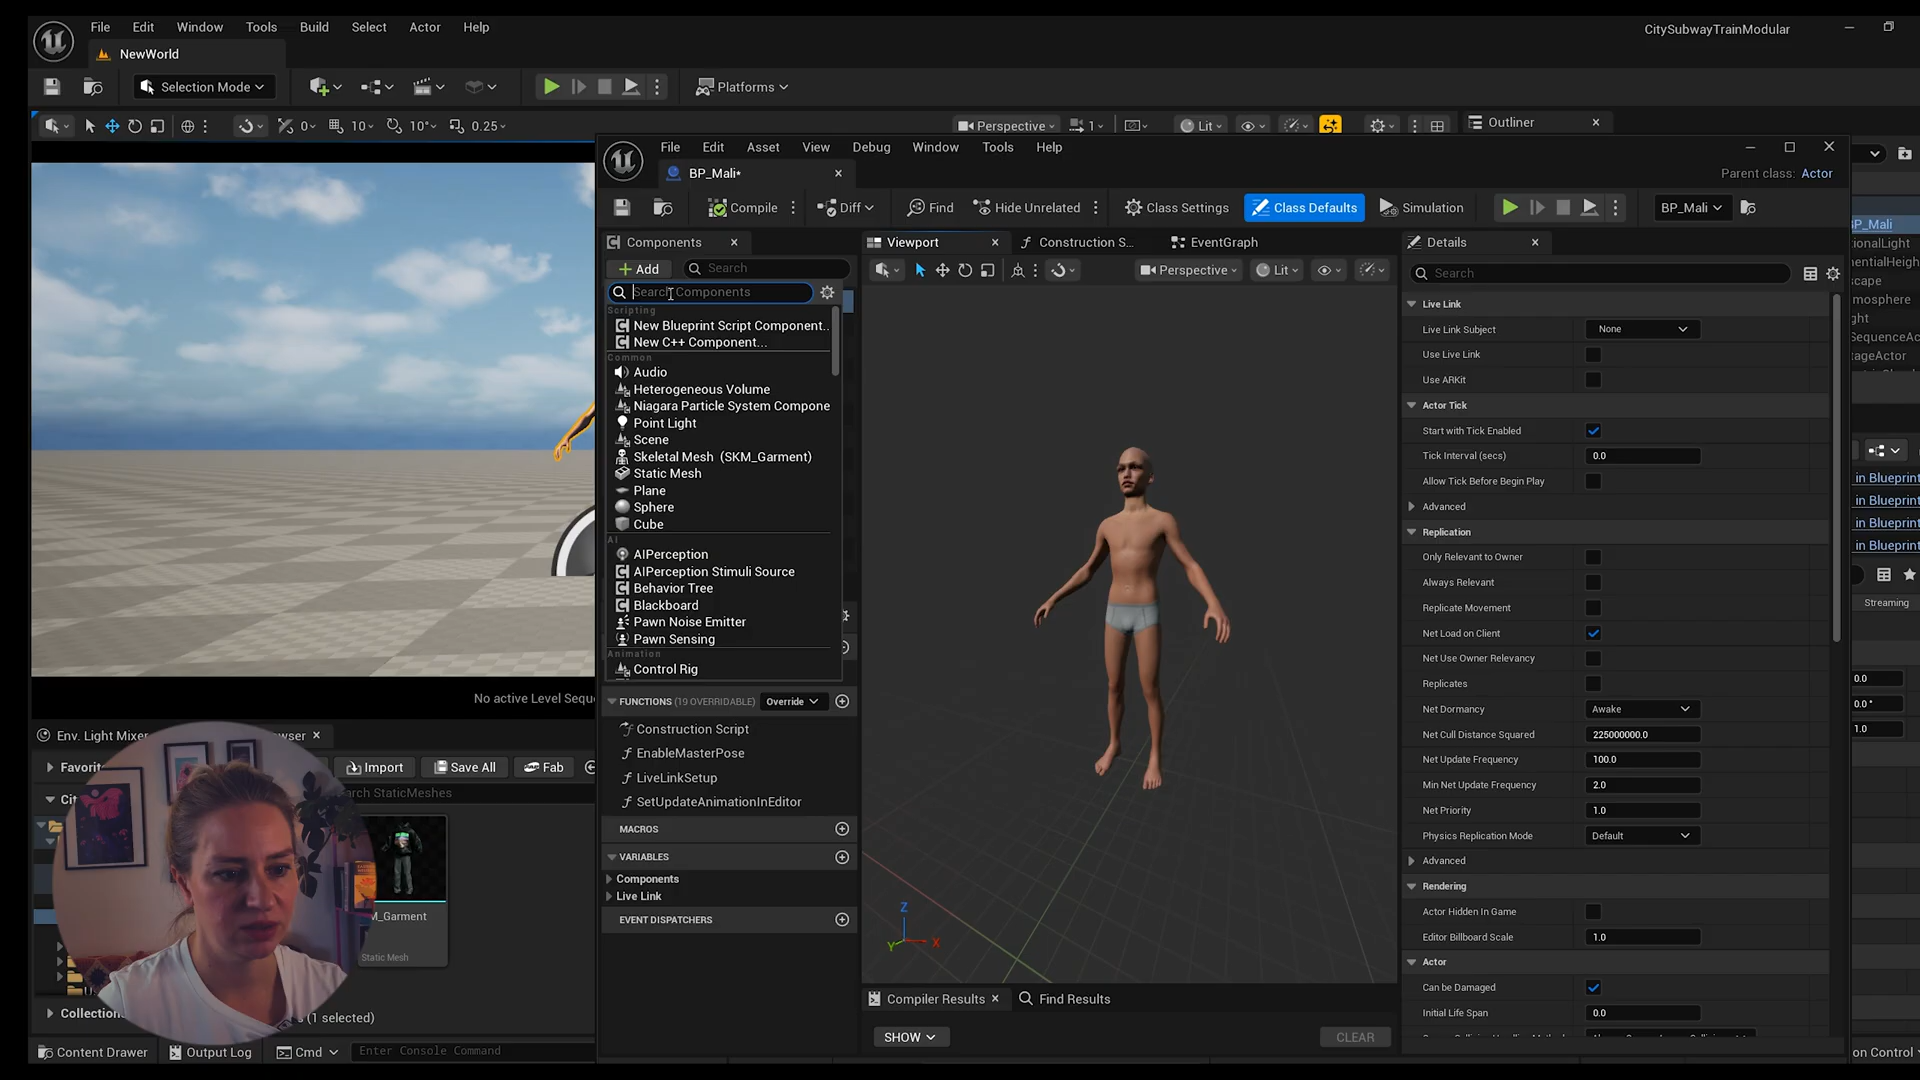 File Edit Window Tools Build Select Actor Help
CitySubwayTrainModular
NewWorld
Selection Mode
Platforms
0 10 10° 0.25
Perspective 1 Lit
Outliner
File Edit Asset View Debug Window Tools Help
BP_Mali*
Parent class: Actor
Compile Diff Find Hide Unrelated Class Settings Class Defaults Simulation BP_Mali
Components
Viewport
Construction S...
EventGraph
Details
Add
Search
Perspective Lit
Search
Search Components
Scripting
New Blueprint Script Component..
New C++ Component...
Common
Audio
Heterogeneous Volume
Niagara Particle System Compone
Point Light
Scene
Skeletal Mesh (SKM_Garment)
Static Mesh
Plane
Sphere
Cube
AI
AIPerception
AIPerception Stimuli Source
Behavior Tree
Blackboard
Pawn Noise Emitter
Pawn Sensing
Animation
Control Rig
FUNCTIONS (19 OVERRIDABLE) Override
Construction Script
EnableMasterPose
LiveLinkSetup
SetUpdateAnimationInEditor
MACROS
VARIABLES
Components
Live Link
EVENT DISPATCHERS
Z
Y
X
Compiler Results
Find Results
SHOW
CLEAR
Live Link
Live Link Subject None
Use Live Link
Use ARKit
Actor Tick
Start with Tick Enabled
Tick Interval (secs) 0.0
Allow Tick Before Begin Play
Advanced
Replication
Only Relevant to Owner
Always Relevant
Replicate Movement
Net Load on Client
Net Use Owner Relevancy
Replicates
Net Dormancy Awake
Net Cull Distance Squared 225000000.0
Net Update Frequency 100.0
Min Net Update Frequency 2.0
Net Priority 1.0
Physics Replication Mode Default
Advanced
Rendering
Actor Hidden In Game
Editor Billboard Scale 1.0
Actor
Can be Damaged
Initial Life Span 0.0
BP_Mali
in Blueprint
in Blueprint
in Blueprint
in Blueprint
Streaming
0.0
0.0°
1.0
No active Level Sequ
Env. Light Mixer
Import Save All Fab
Static Mesh
(1 selected)
Content Drawer Output Log Cmd Enter Console Command